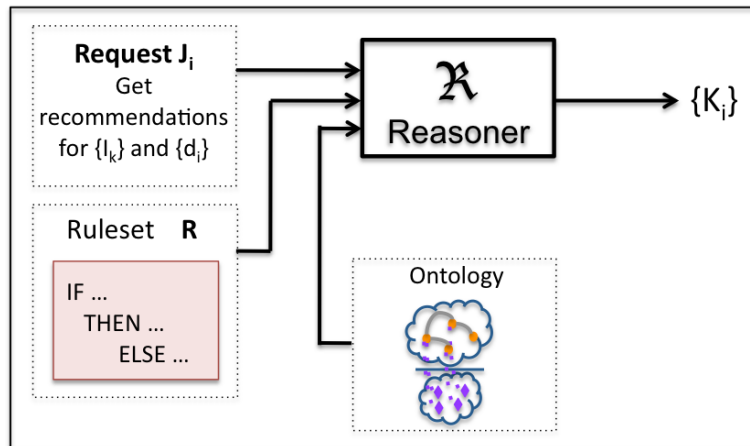 Request Jᵢ
Get
recommendations
for {Iₖ} and {dᵢ}
ℜ
Reasoner
{Kᵢ}
Ruleset R
IF ...
THEN ...
ELSE ...
Ontology